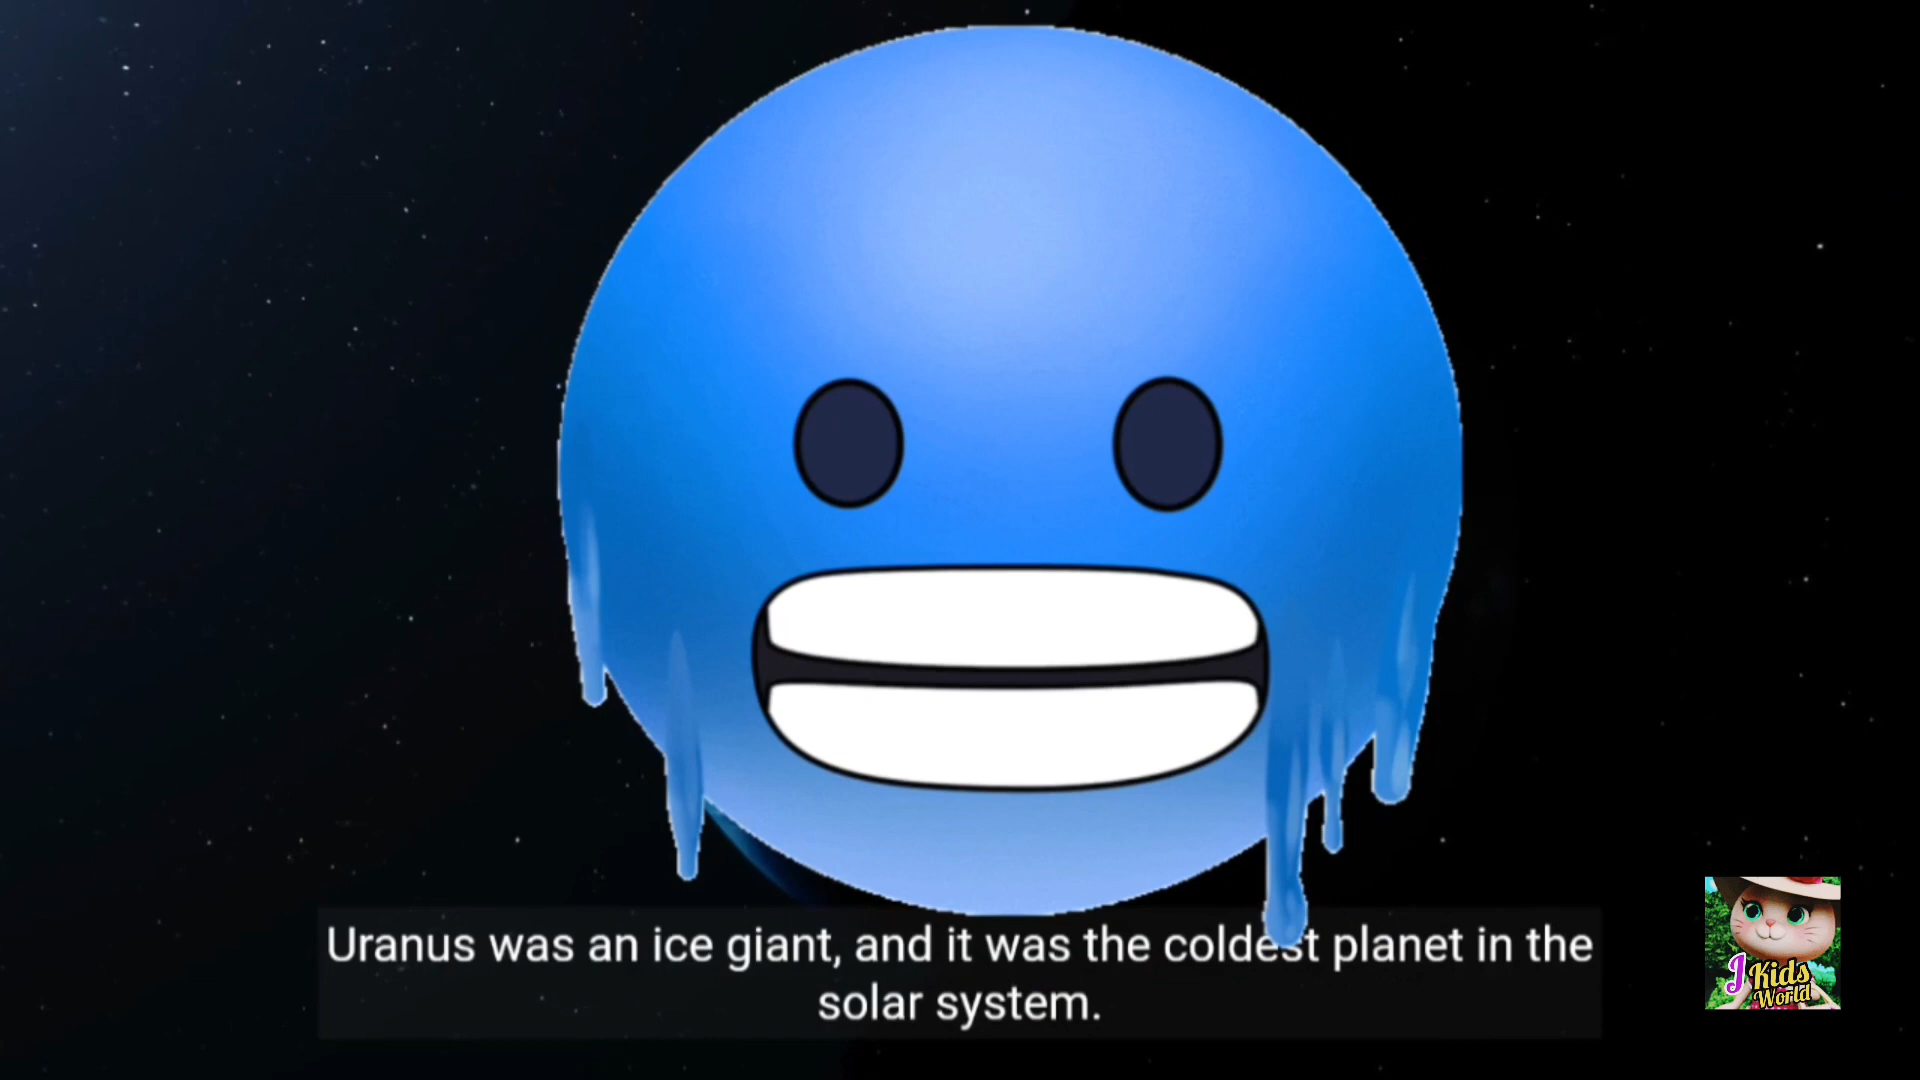 Uranus was an ice giant, and it was the coldest planet in the
solar system.
J Kids
World